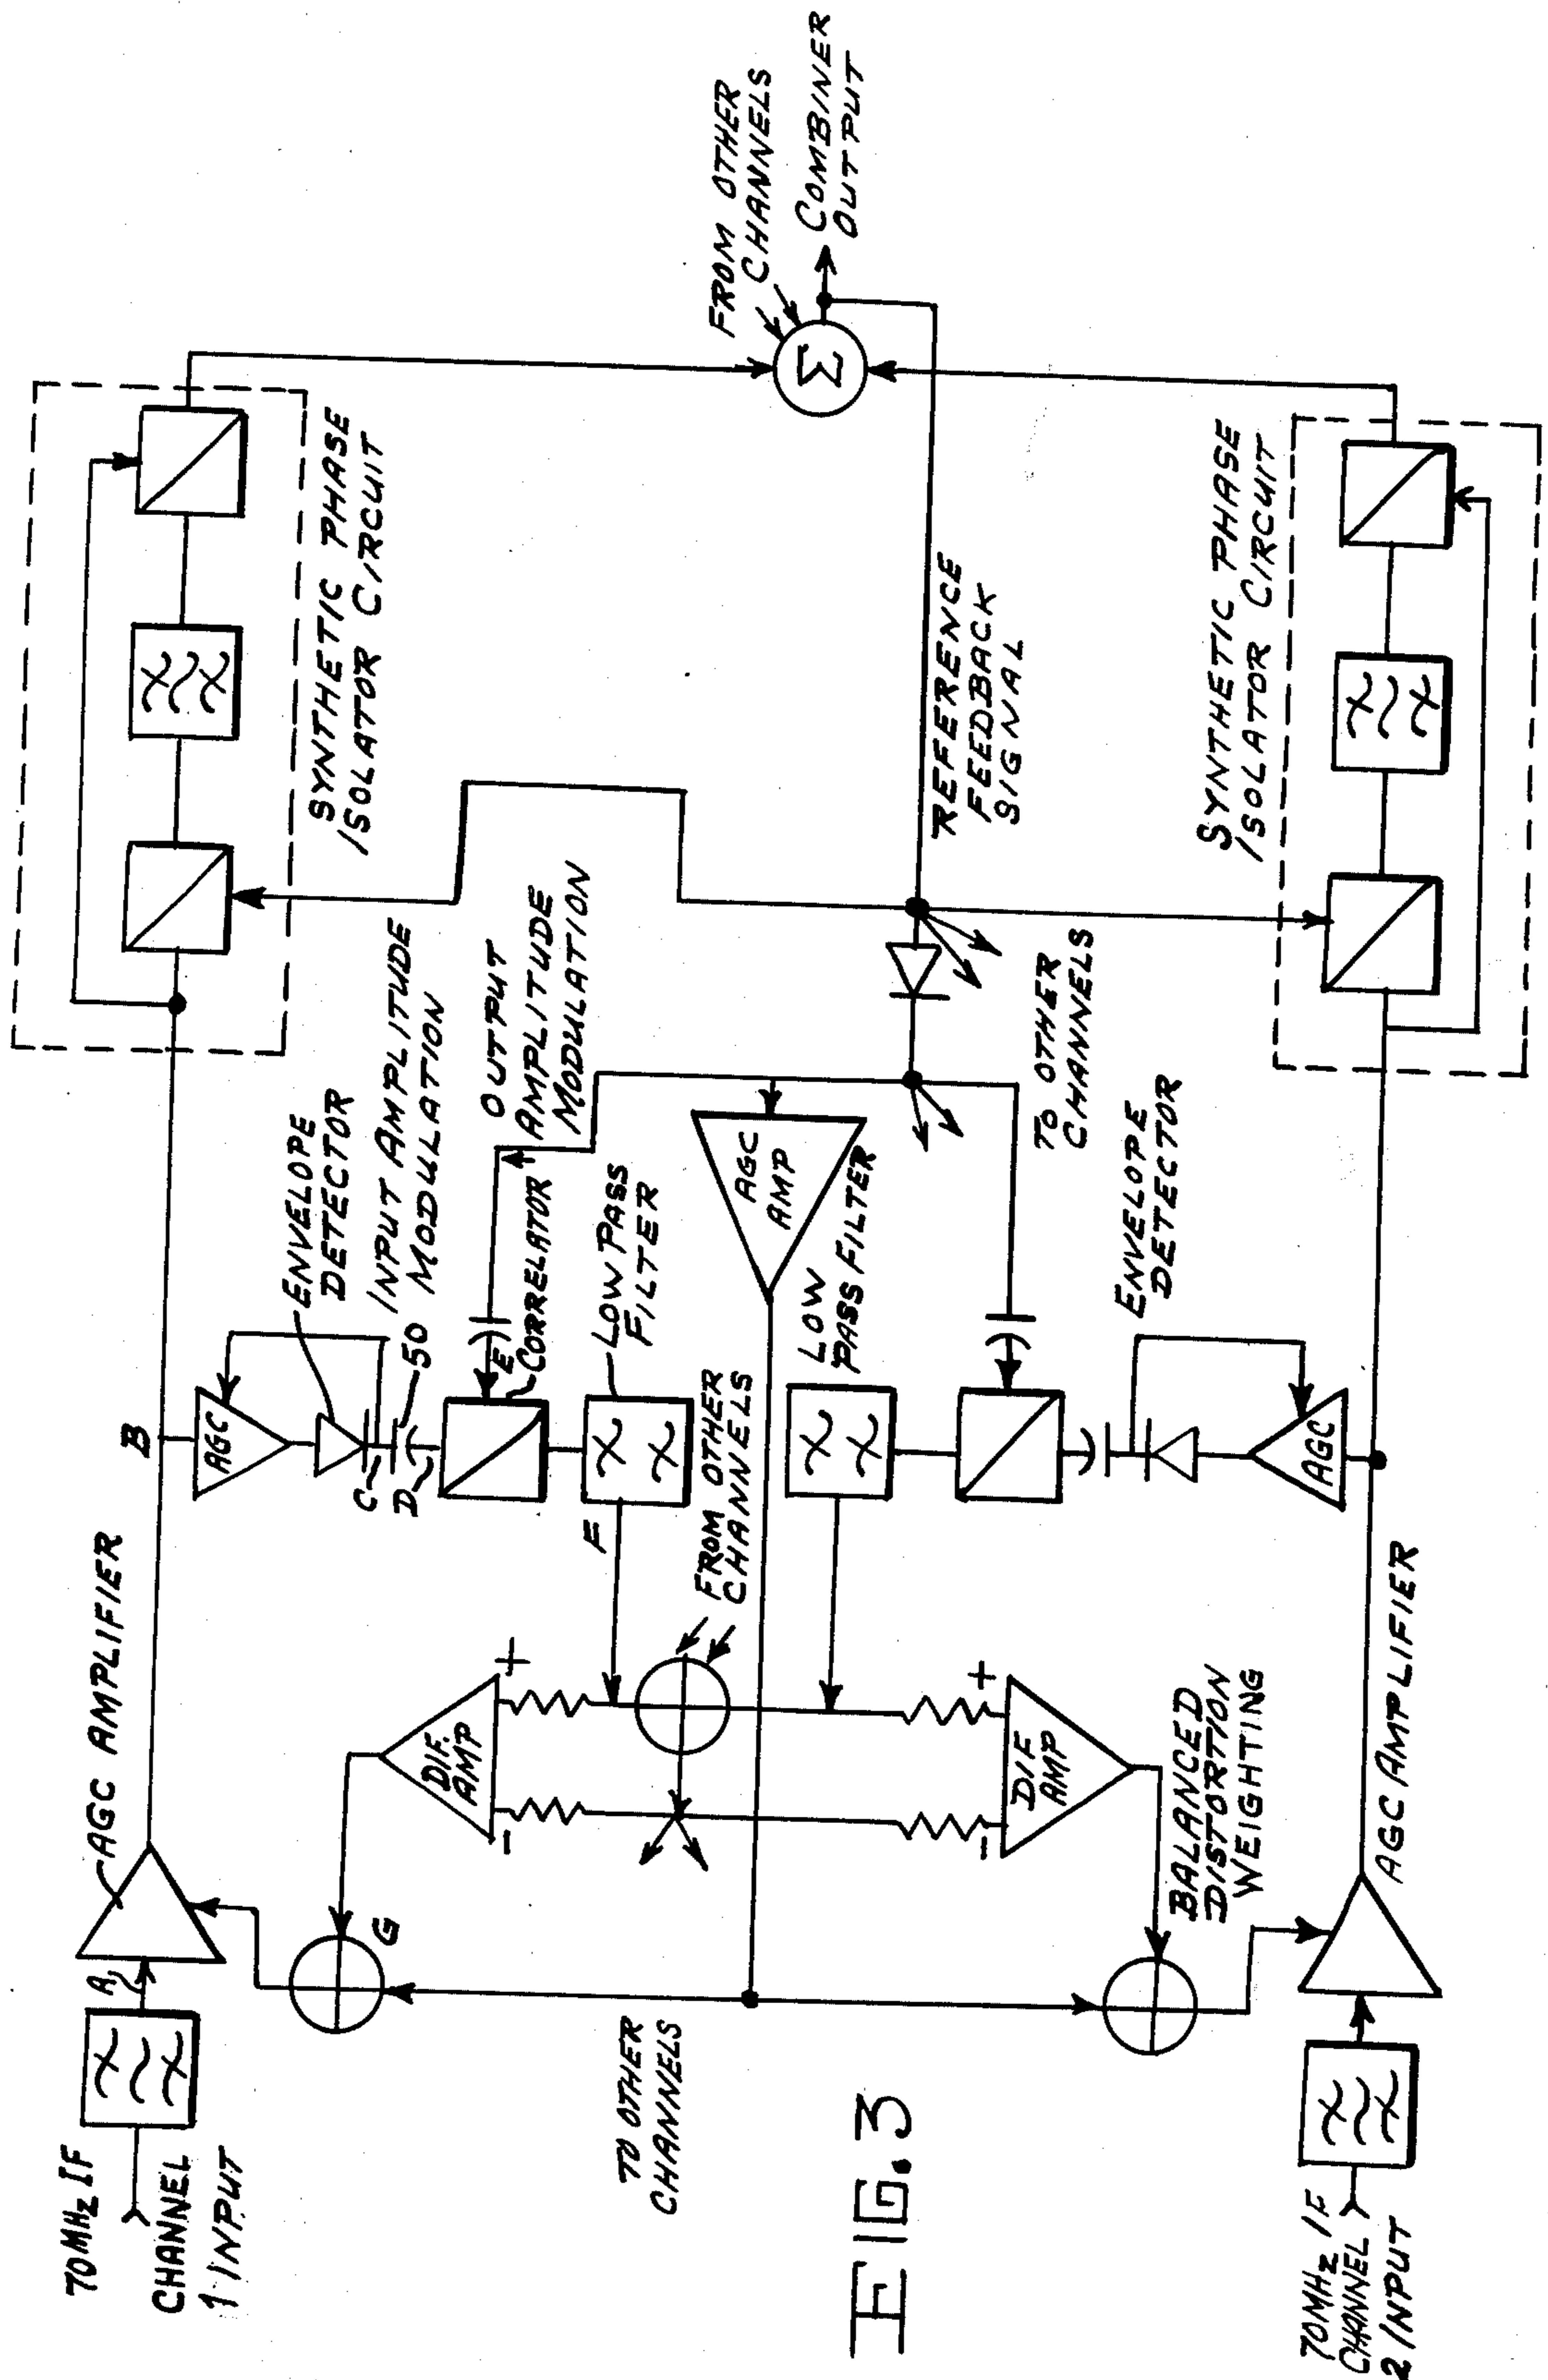 70MHz IF
CHANNEL
1 INPUT
A
AGC AMPLIFIER
B
AGC
ENVELOPE
DETECTOR
INPUT AMPLITUDE
MODULATION
C
50
D
E
CORRELATOR
OUTPUT
AMPLITUDE
MODULATION
LOW PASS
FILTER
F
SYNTHETIC PHASE
ISOLATOR CIRCUIT
FROM OTHER
CHANNELS
Σ
COMBINER
OUTPUT
G
DIF.
AMP
+
-
FROM OTHER
CHANNELS
AGC
AMP
REFERENCE
FEEDBACK
SIGNAL
TO OTHER
CHANNELS
LOW
PASS FILTER
TO OTHER
CHANNELS
ENVELOPE
DETECTOR
AGC
DIF
AMP
+
-
BALANCED
DISTORTION
WEIGHTING
SYNTHETIC PHASE
ISOLATOR CIRCUIT
AGC AMPLIFIER
70MHz IF
CHANNEL
2 INPUT
FIG. 3